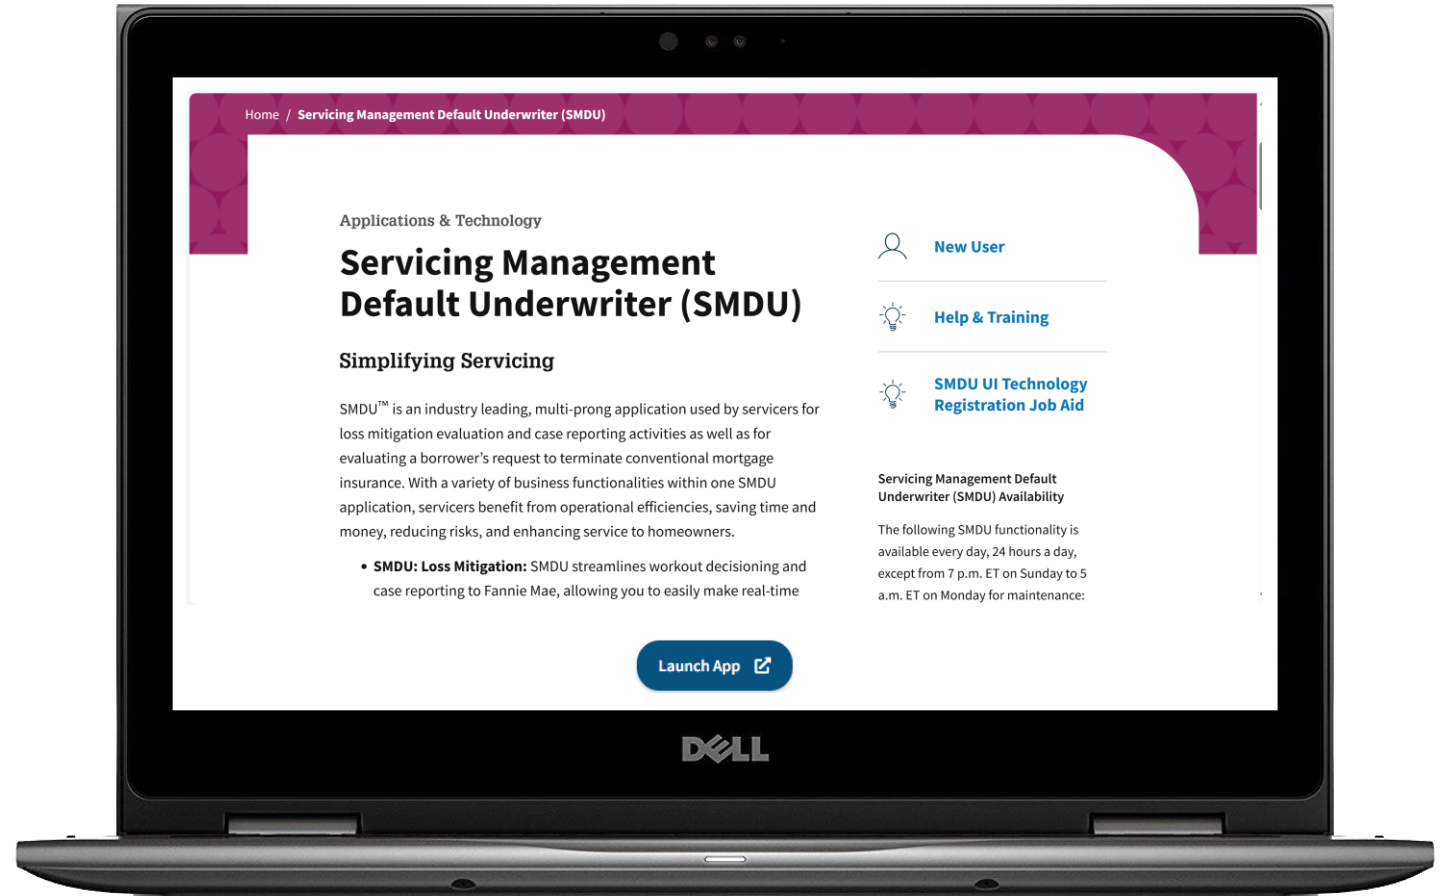 Home / Servicing Management Default Underwriter (SMDU)
Applications & Technology
Servicing Management
Default Underwriter (SMDU)
Simplifying Servicing
SMDU™ is an industry leading, multi-prong application used by servicers for
loss mitigation evaluation and case reporting activities as well as for
evaluating a borrower's request to terminate conventional mortgage
insurance. With a variety of business functionalities within one SMDU
application, servicers benefit from operational efficiencies, saving time and
money, reducing risks, and enhancing service to homeowners.
• SMDU: Loss Mitigation: SMDU streamlines workout decisioning and
case reporting to Fannie Mae, allowing you to easily make real-time
New User
Help & Training
SMDU UI Technology
Registration Job Aid
Servicing Management Default
Underwriter (SMDU) Availability
The following SMDU functionality is
available every day, 24 hours a day,
except from 7 p.m. ET on Sunday to 5
a.m. ET on Monday for maintenance:
Launch App
DELL